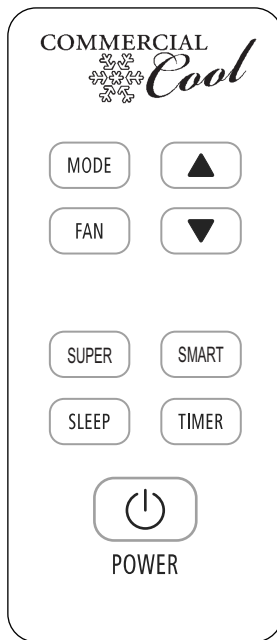 COMMERCIAL
Cool
MODE
FAN
SUPER SMART
SLEEP TIMER
POWER